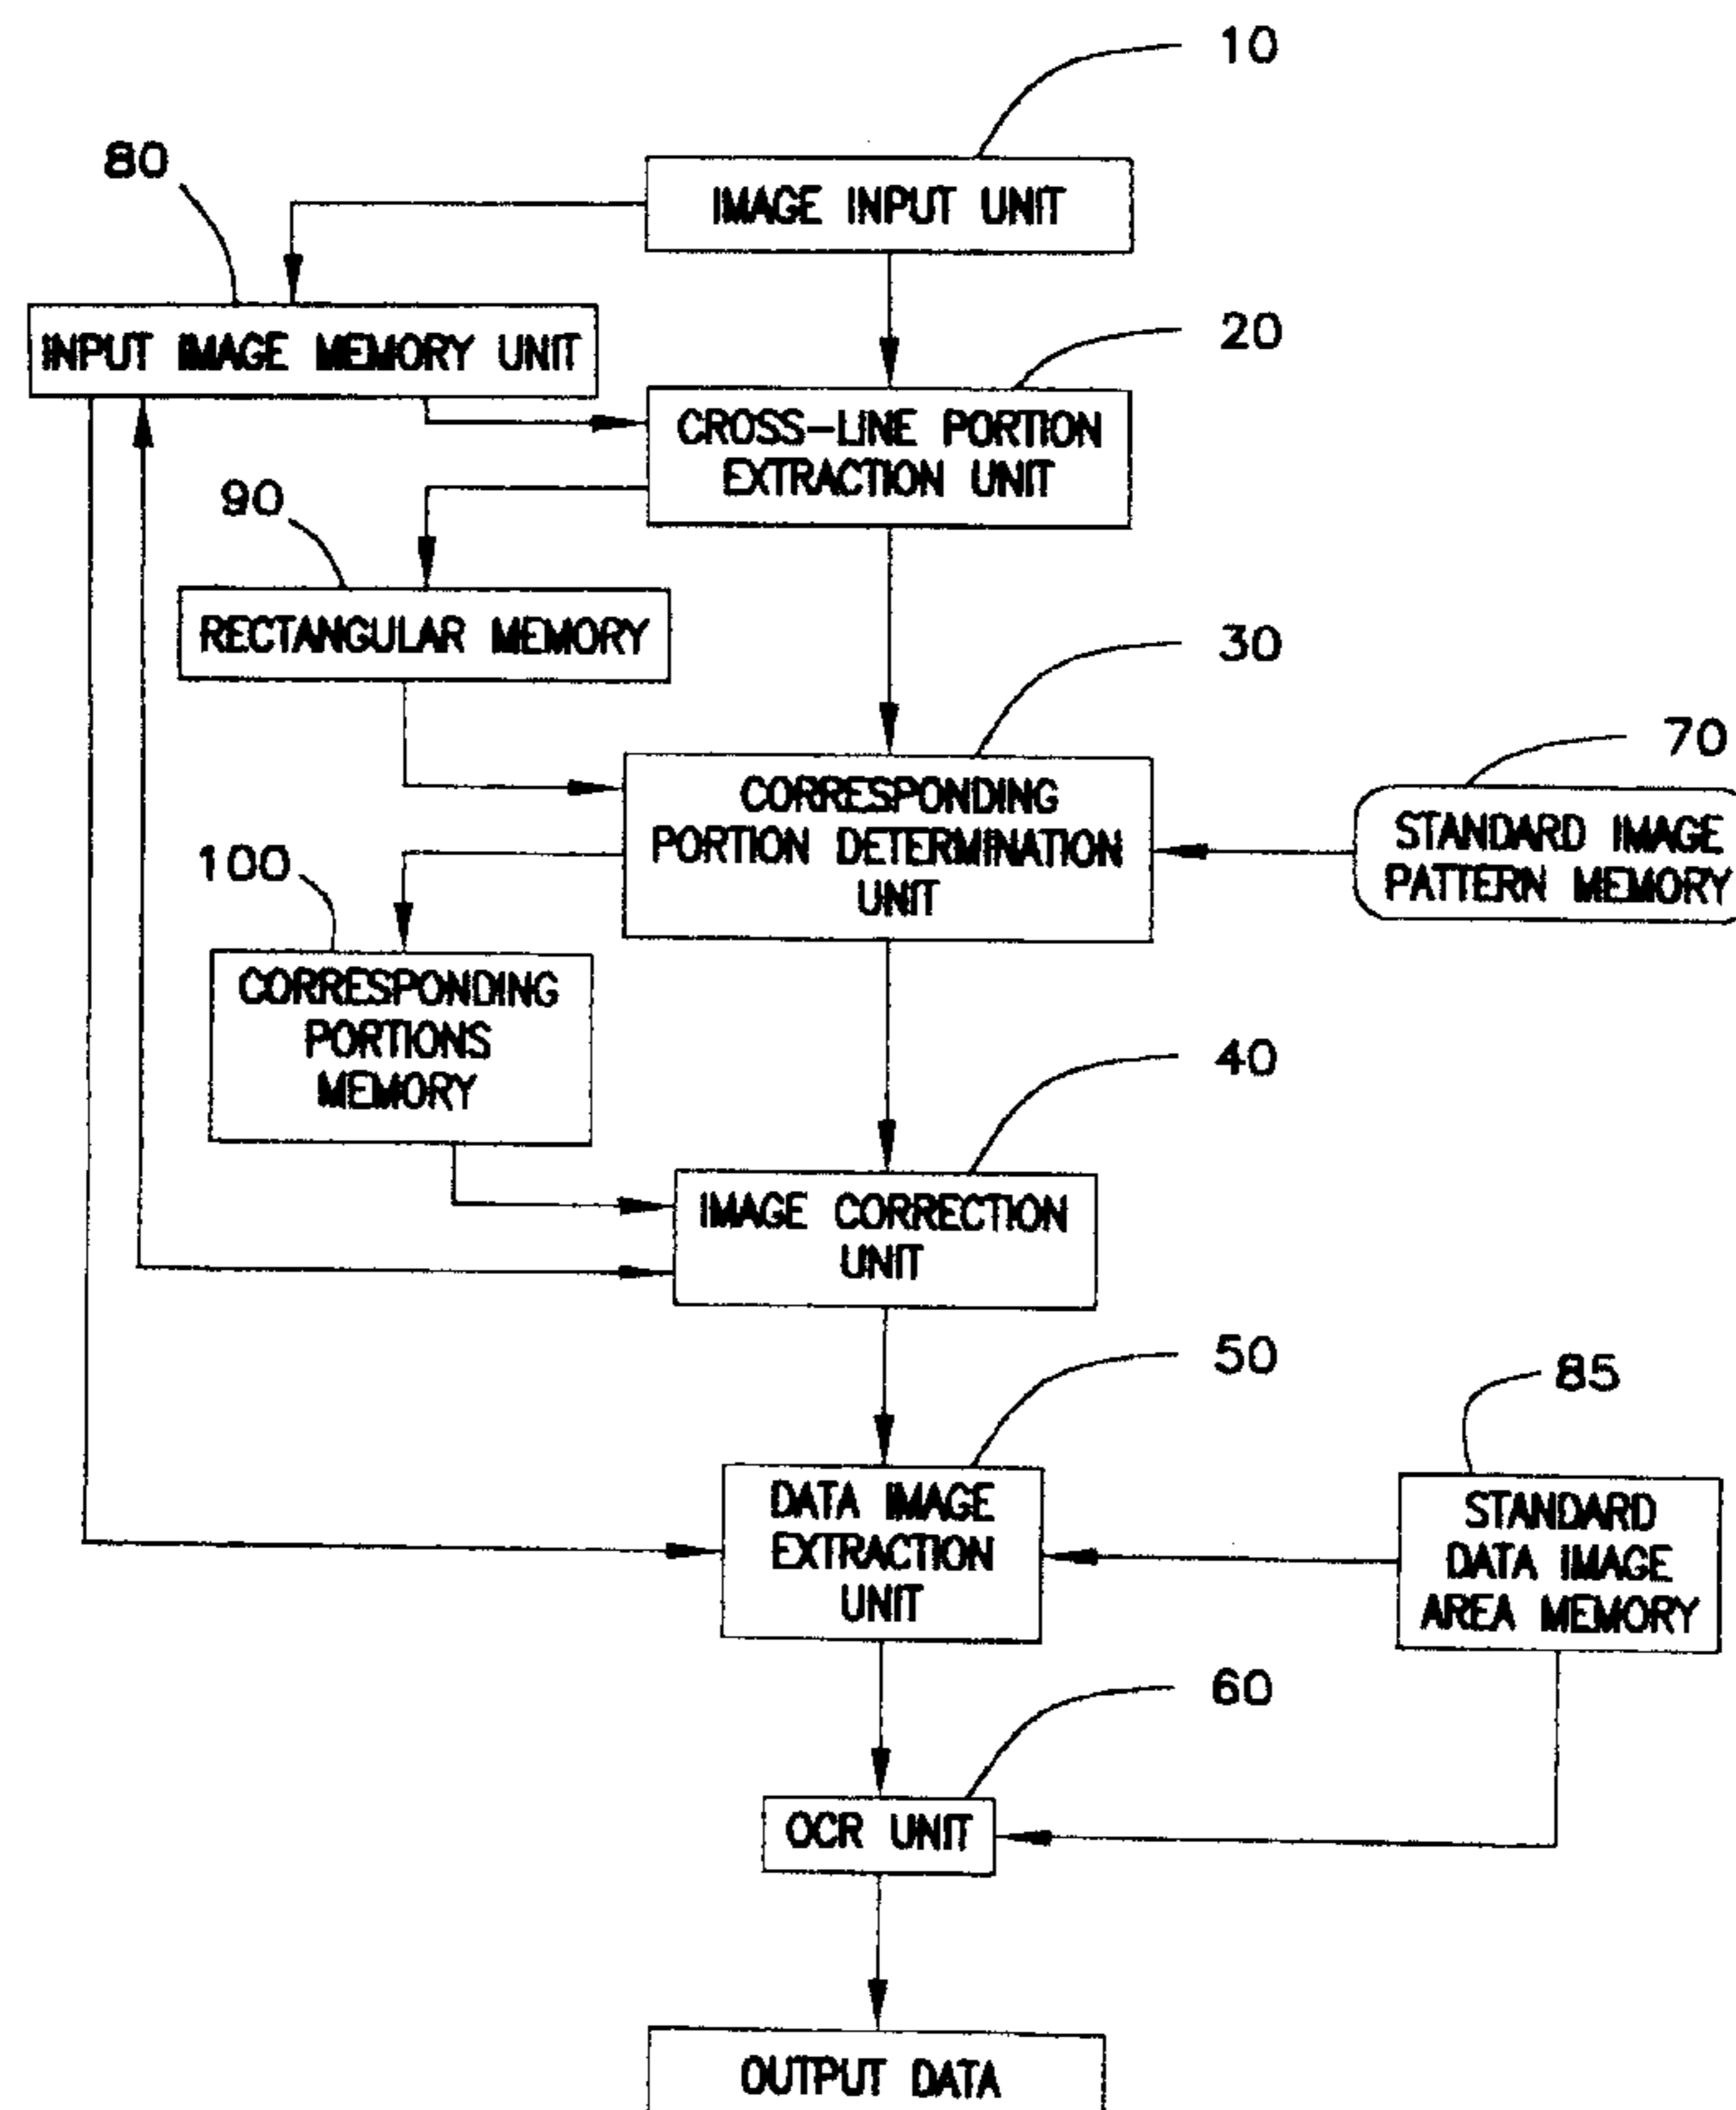 10
80
IMAGE INPUT UNIT
20
INPUT IMAGE MEMORY UNIT
CROSS-LINE PORTION
EXTRACTION UNIT
90
RECTANGULAR MEMORY
30
70
CORRESPONDING
PORTION DETERMINATION
UNIT
STANDARD IMAGE
PATTERN MEMORY
100
CORRESPONDING
PORTIONS
MEMORY
40
IMAGE CORRECTION
UNIT
50
85
DATA IMAGE
EXTRACTION
UNIT
STANDARD
DATA IMAGE
AREA MEMORY
60
OCR UNIT
OUTPUT DATA